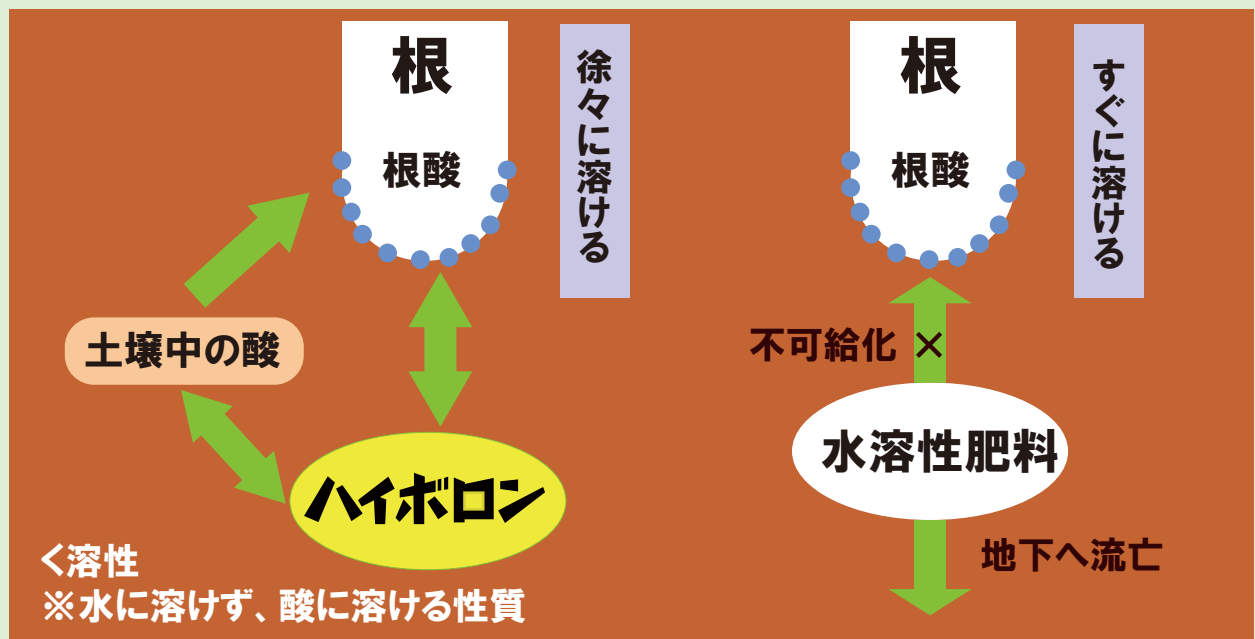 根
根酸
徐々に溶ける
土壌中の酸
ハイボロン
く溶性
※水に溶けず、酸に溶ける性質
根
根酸
すぐに溶ける
不可給化 ×
水溶性肥料
地下へ流亡